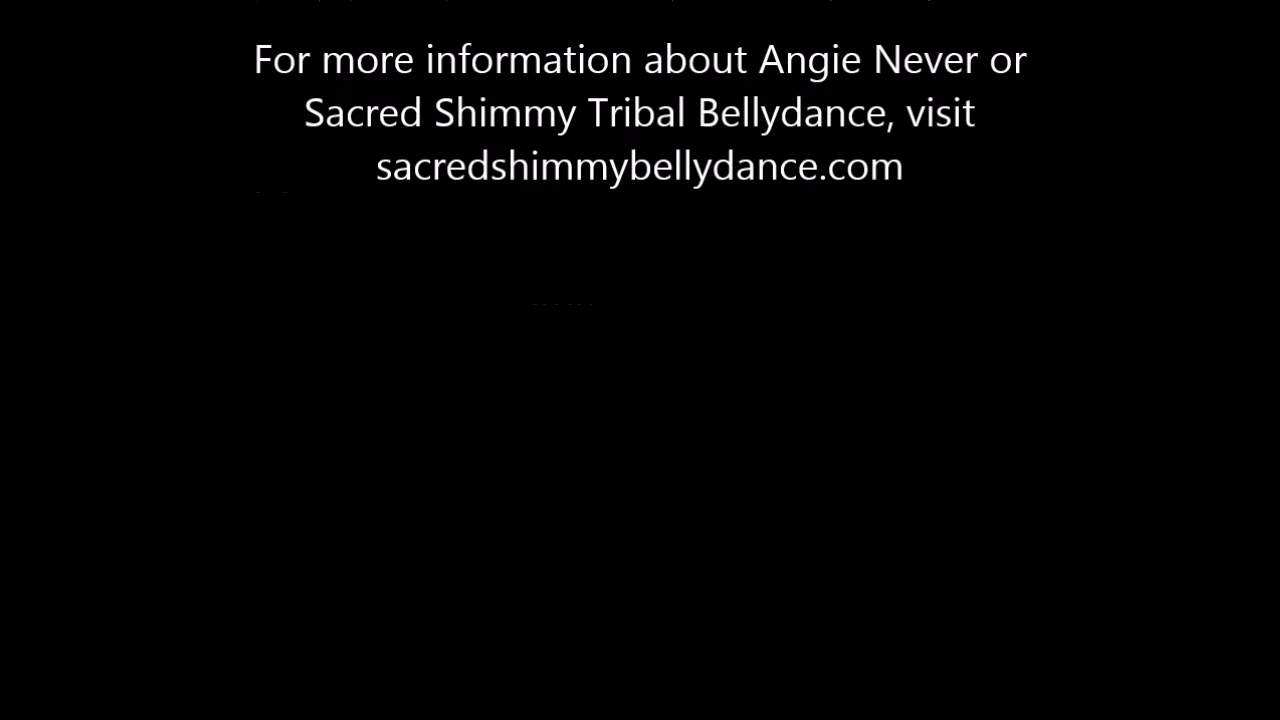 For more information about Angie Never or
Sacred Shimmy Tribal Bellydance, visit
sacredshimmybellydance.com